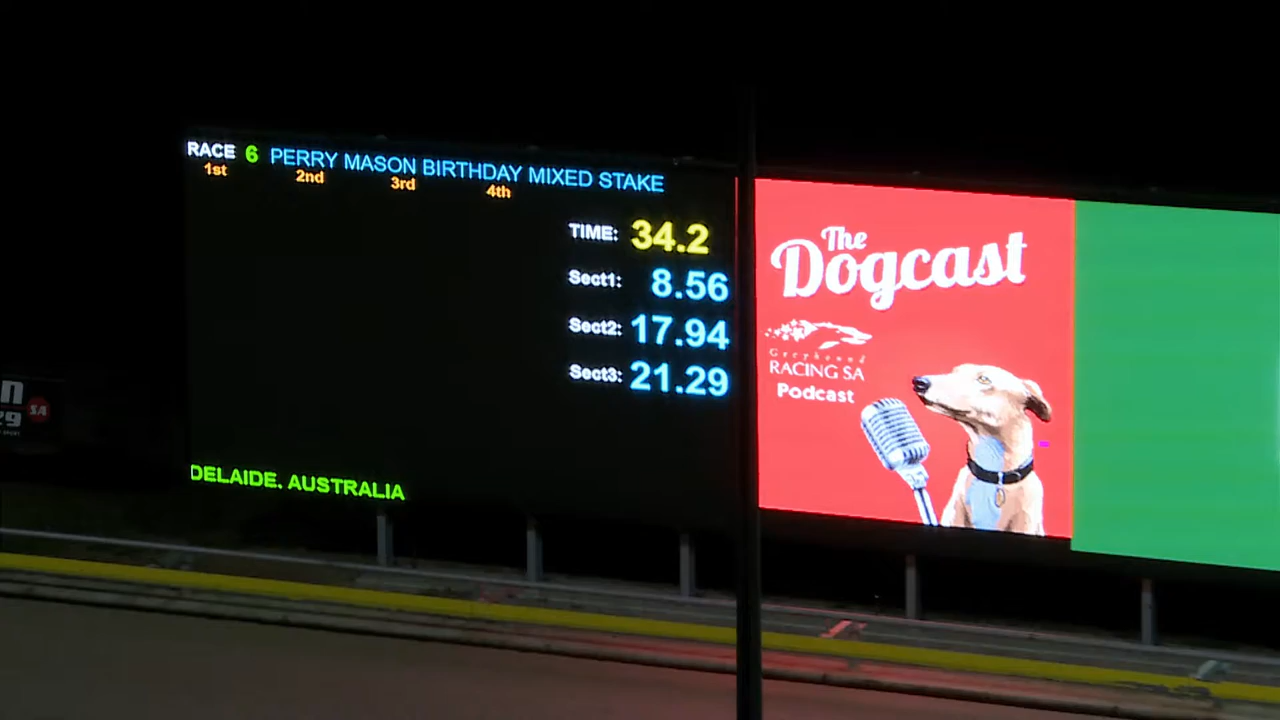 RACE 6 PERRY MASON BIRTHDAY MIXED STAKE
1st 2nd 3rd 4th
TIME: 34.2
Sect1: 8.56
Sect2: 17.94
Sect3: 21.29
DELAIDE, AUSTRALIA
The
Dogcast
Greyhound
RACING SA
Podcast
SA